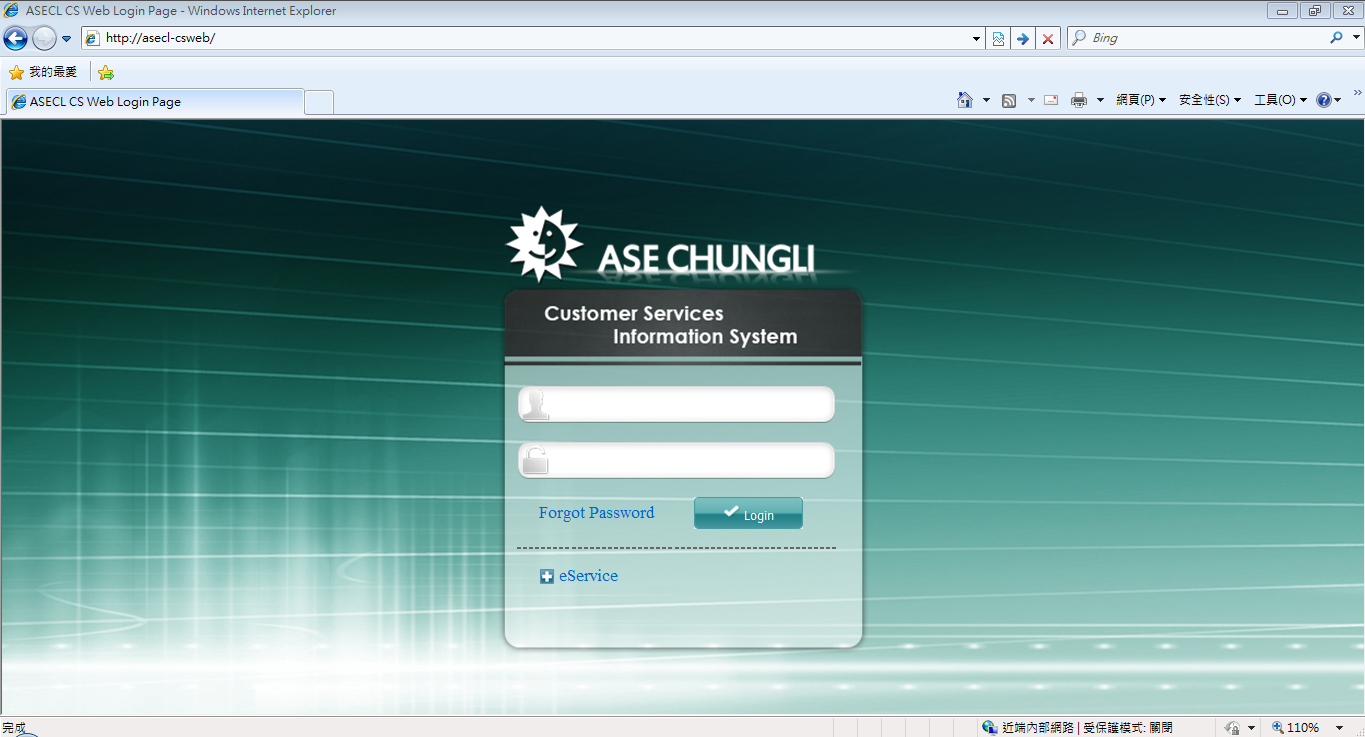 ASECL CS Web Login Page - Windows Internet Explorer
http://asecl-csweb/
Bing
我的最愛
ASECL CS Web Login Page
網頁(P)
安全性(S)
工具(O)
»
ASE CHUNGLI
Customer Services
Information System
Forgot Password
Login
eService
完成
近端內部網路 | 受保護模式: 關閉
110%